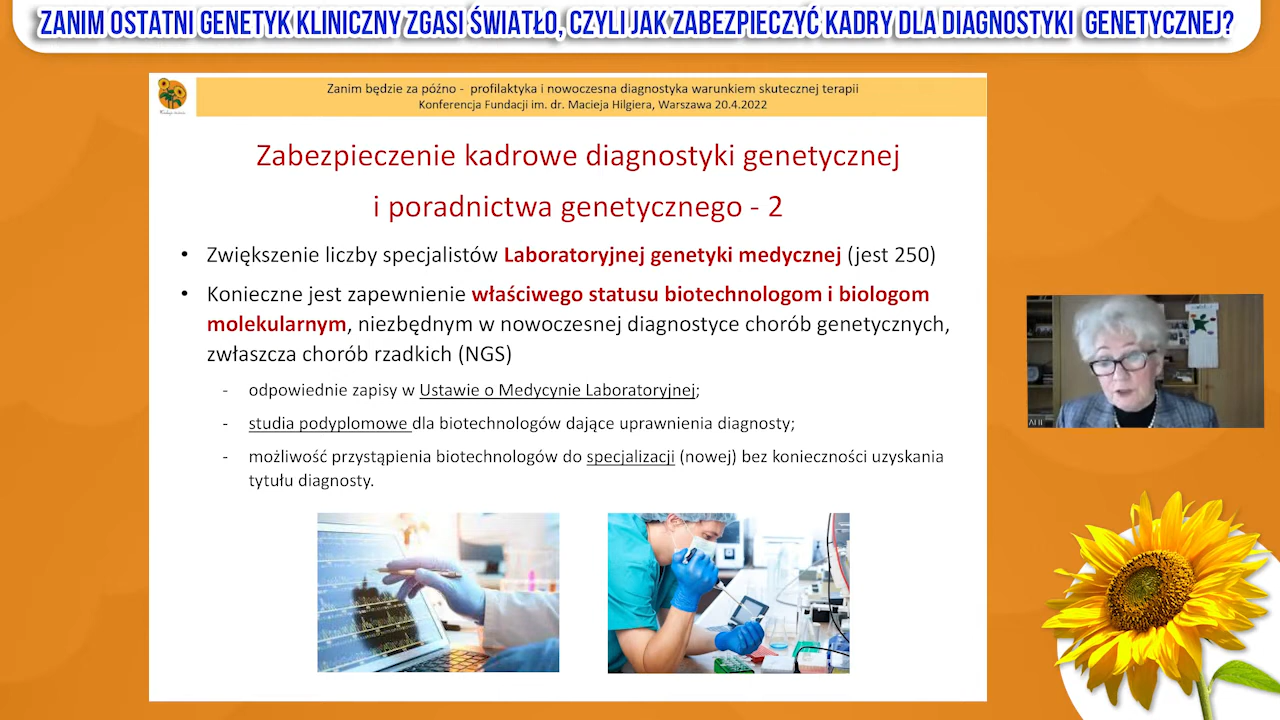 ZANIM OSTATNI GENETYK KLINICZNY ZGASI ŚWIATŁO, CZYLI JAK ZABEZPIECZYĆ KADRY DLA DIAGNOSTYKI GENETYCZNEJ?
Zanim będzie za późno - profilaktyka i nowoczesna diagnostyka warunkiem skutecznej terapii
Konferencja Fundacji im. dr. Macieja Hilgiera, Warszawa 20.4.2022
Zabezpieczenie kadrowe diagnostyki genetycznej
i poradnictwa genetycznego - 2
• Zwiększenie liczby specjalistów Laboratoryjnej genetyki medycznej (jest 250)
• Konieczne jest zapewnienie właściwego statusu biotechnologom i biologom
molekularnym, niezbędnym w nowoczesnej diagnostyce chorób genetycznych,
zwłaszcza chorób rzadkich (NGS)
- odpowiednie zapisy w Ustawie o Medycynie Laboratoryjnej;
- studia podyplomowe dla biotechnologów dające uprawnienia diagnosty;
- możliwość przystąpienia biotechnologów do specjalizacji (nowej) bez konieczności uzyskania
tytułu diagnosty.